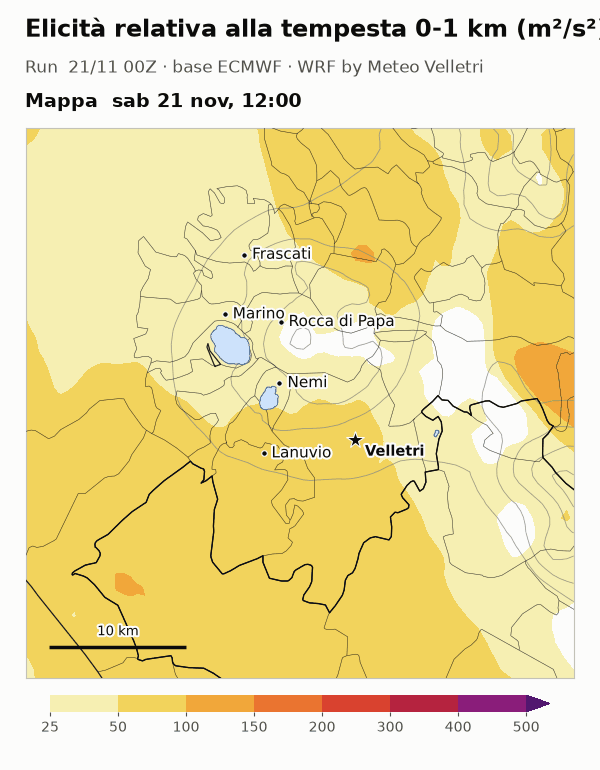 Elicità relativa alla tempesta 0-1 km (m²/s²)
Run  21/11 00Z · base ECMWF · WRF by Meteo Velletri
Mappa  sab 21 nov, 12:00
Frascati
Marino
Rocca di Papa
Nemi
Velletri
Lanuvio
10 km
25 50 100 150 200 300 400 500